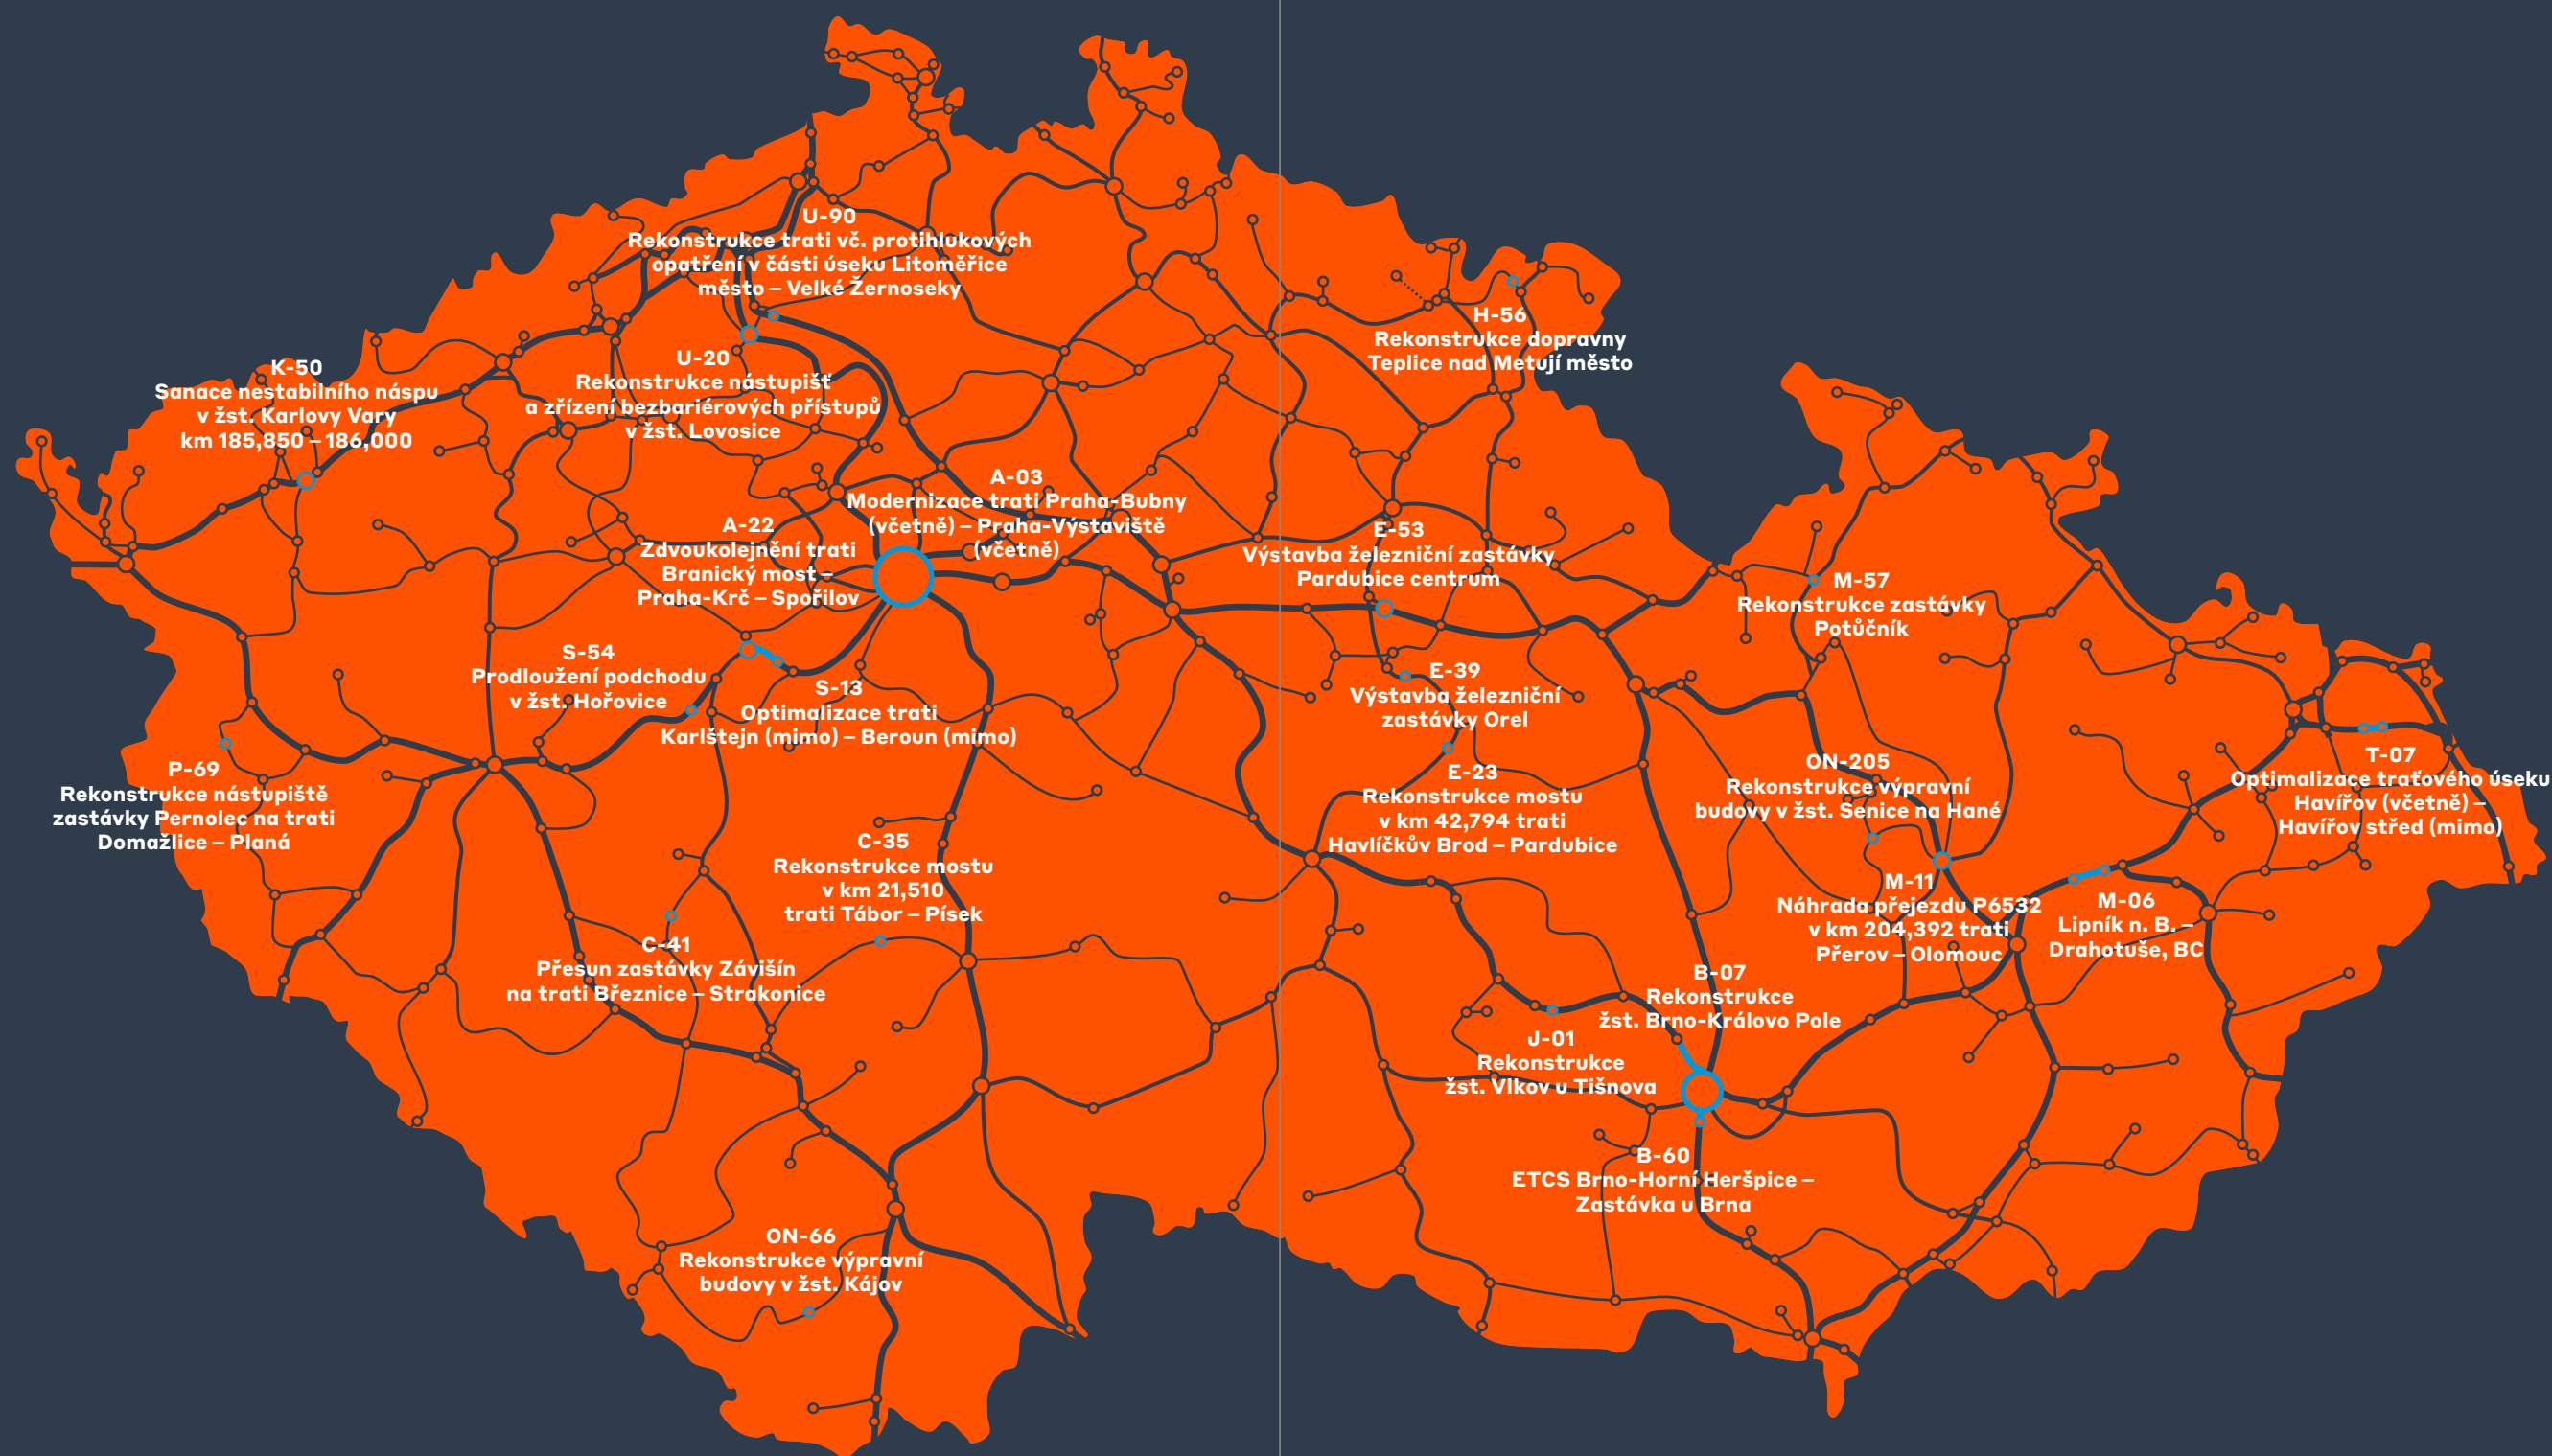 U-90
Rekonstrukce trati vč. protihlukových
opatření v části úseku Litoměřice
město – Velké Žernoseky
H-56
Rekonstrukce dopravny
Teplice nad Metují město
U-20
Rekonstrukce nástupišť
a zřízení bezbariérových přístupů
v žst. Lovosice
K-50
Sanace nestabilního náspu
v žst. Karlovy Vary
km 185,850 – 186,000
A-03
Modernizace trati Praha-Bubny
(včetně) – Praha-Výstaviště
(včetně)
A-22
Zdvoukolejnění trati
Branický most –
Praha-Krč – Spořilov
E-53
Výstavba železniční zastávky
Pardubice centrum
M-57
Rekonstrukce zastávky
Potůčník
S-54
Prodloužení podchodu
v žst. Hořovice
S-13
Optimalizace trati
Karlštejn (mimo) – Beroun (mimo)
E-39
Výstavba železniční
zastávky Orel
P-69
Rekonstrukce nástupiště
zastávky Pernolec na trati
Domažlice – Planá
E-23
Rekonstrukce mostu
v km 42,794 trati
Havlíčkův Brod – Pardubice
ON-205
Rekonstrukce výpravní
budovy v žst. Senice na Hané
T-07
Optimalizace traťového úseku
Havířov (včetně) –
Havířov střed (mimo)
C-35
Rekonstrukce mostu
v km 21,510
trati Tábor – Písek
M-11
Náhrada přejezdu P6532
v km 204,392 trati
Přerov – Olomouc
M-06
Lipník n. B. –
Drahotuše, BC
C-41
Přesun zastávky Závišín
na trati Březnice – Strakonice
B-07
Rekonstrukce
žst. Brno-Královo Pole
J-01
Rekonstrukce
žst. Vlkov u Tišnova
B-60
ETCS Brno-Horní Heršpice –
Zastávka u Brna
ON-66
Rekonstrukce výpravní
budovy v žst. Kájov